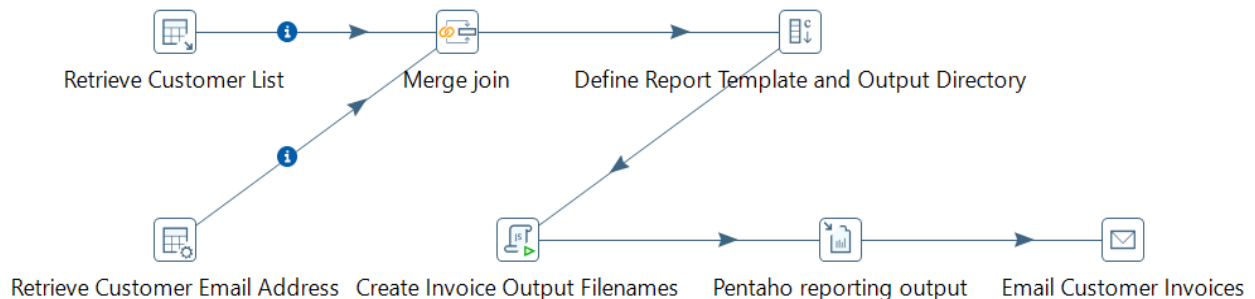 Retrieve Customer List
Merge join
Define Report Template and Output Directory
Retrieve Customer Email Address
Create Invoice Output Filenames
Pentaho reporting output
Email Customer Invoices